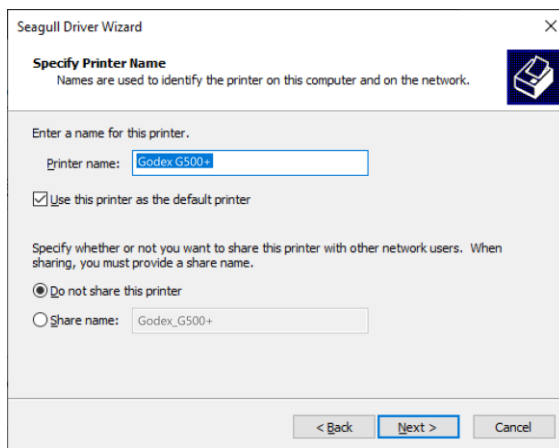 Seagull Driver Wizard
Specify Printer Name
Names are used to identify the printer on this computer and on the network.
Enter a name for this printer.
Printer name: Godex G500+
Use this printer as the default printer
Specify whether or not you want to share this printer with other network users. When
sharing, you must provide a share name.
Do not share this printer
Share name: Godex_G500+
< Back Next > Cancel